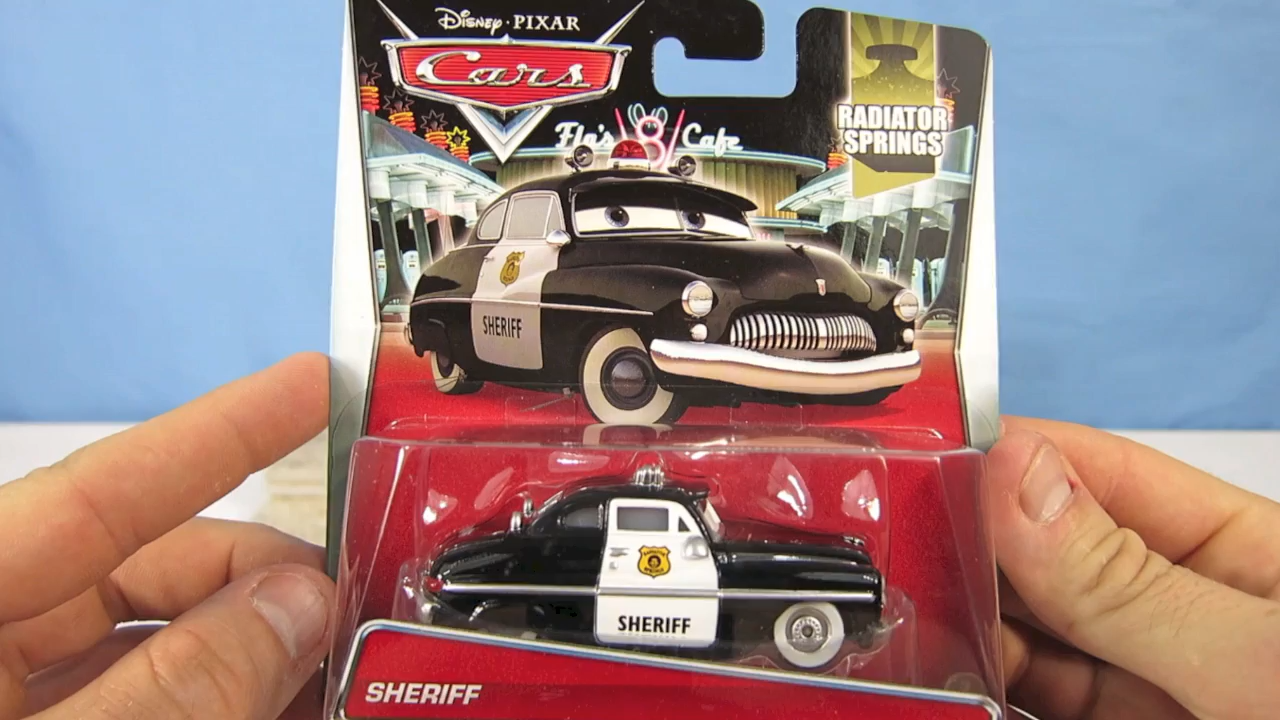 Disney · PIXAR
Cars
RADIATOR
SPRINGS
Flo's V8 Cafe
SHERIFF
SHERIFF
SHERIFF